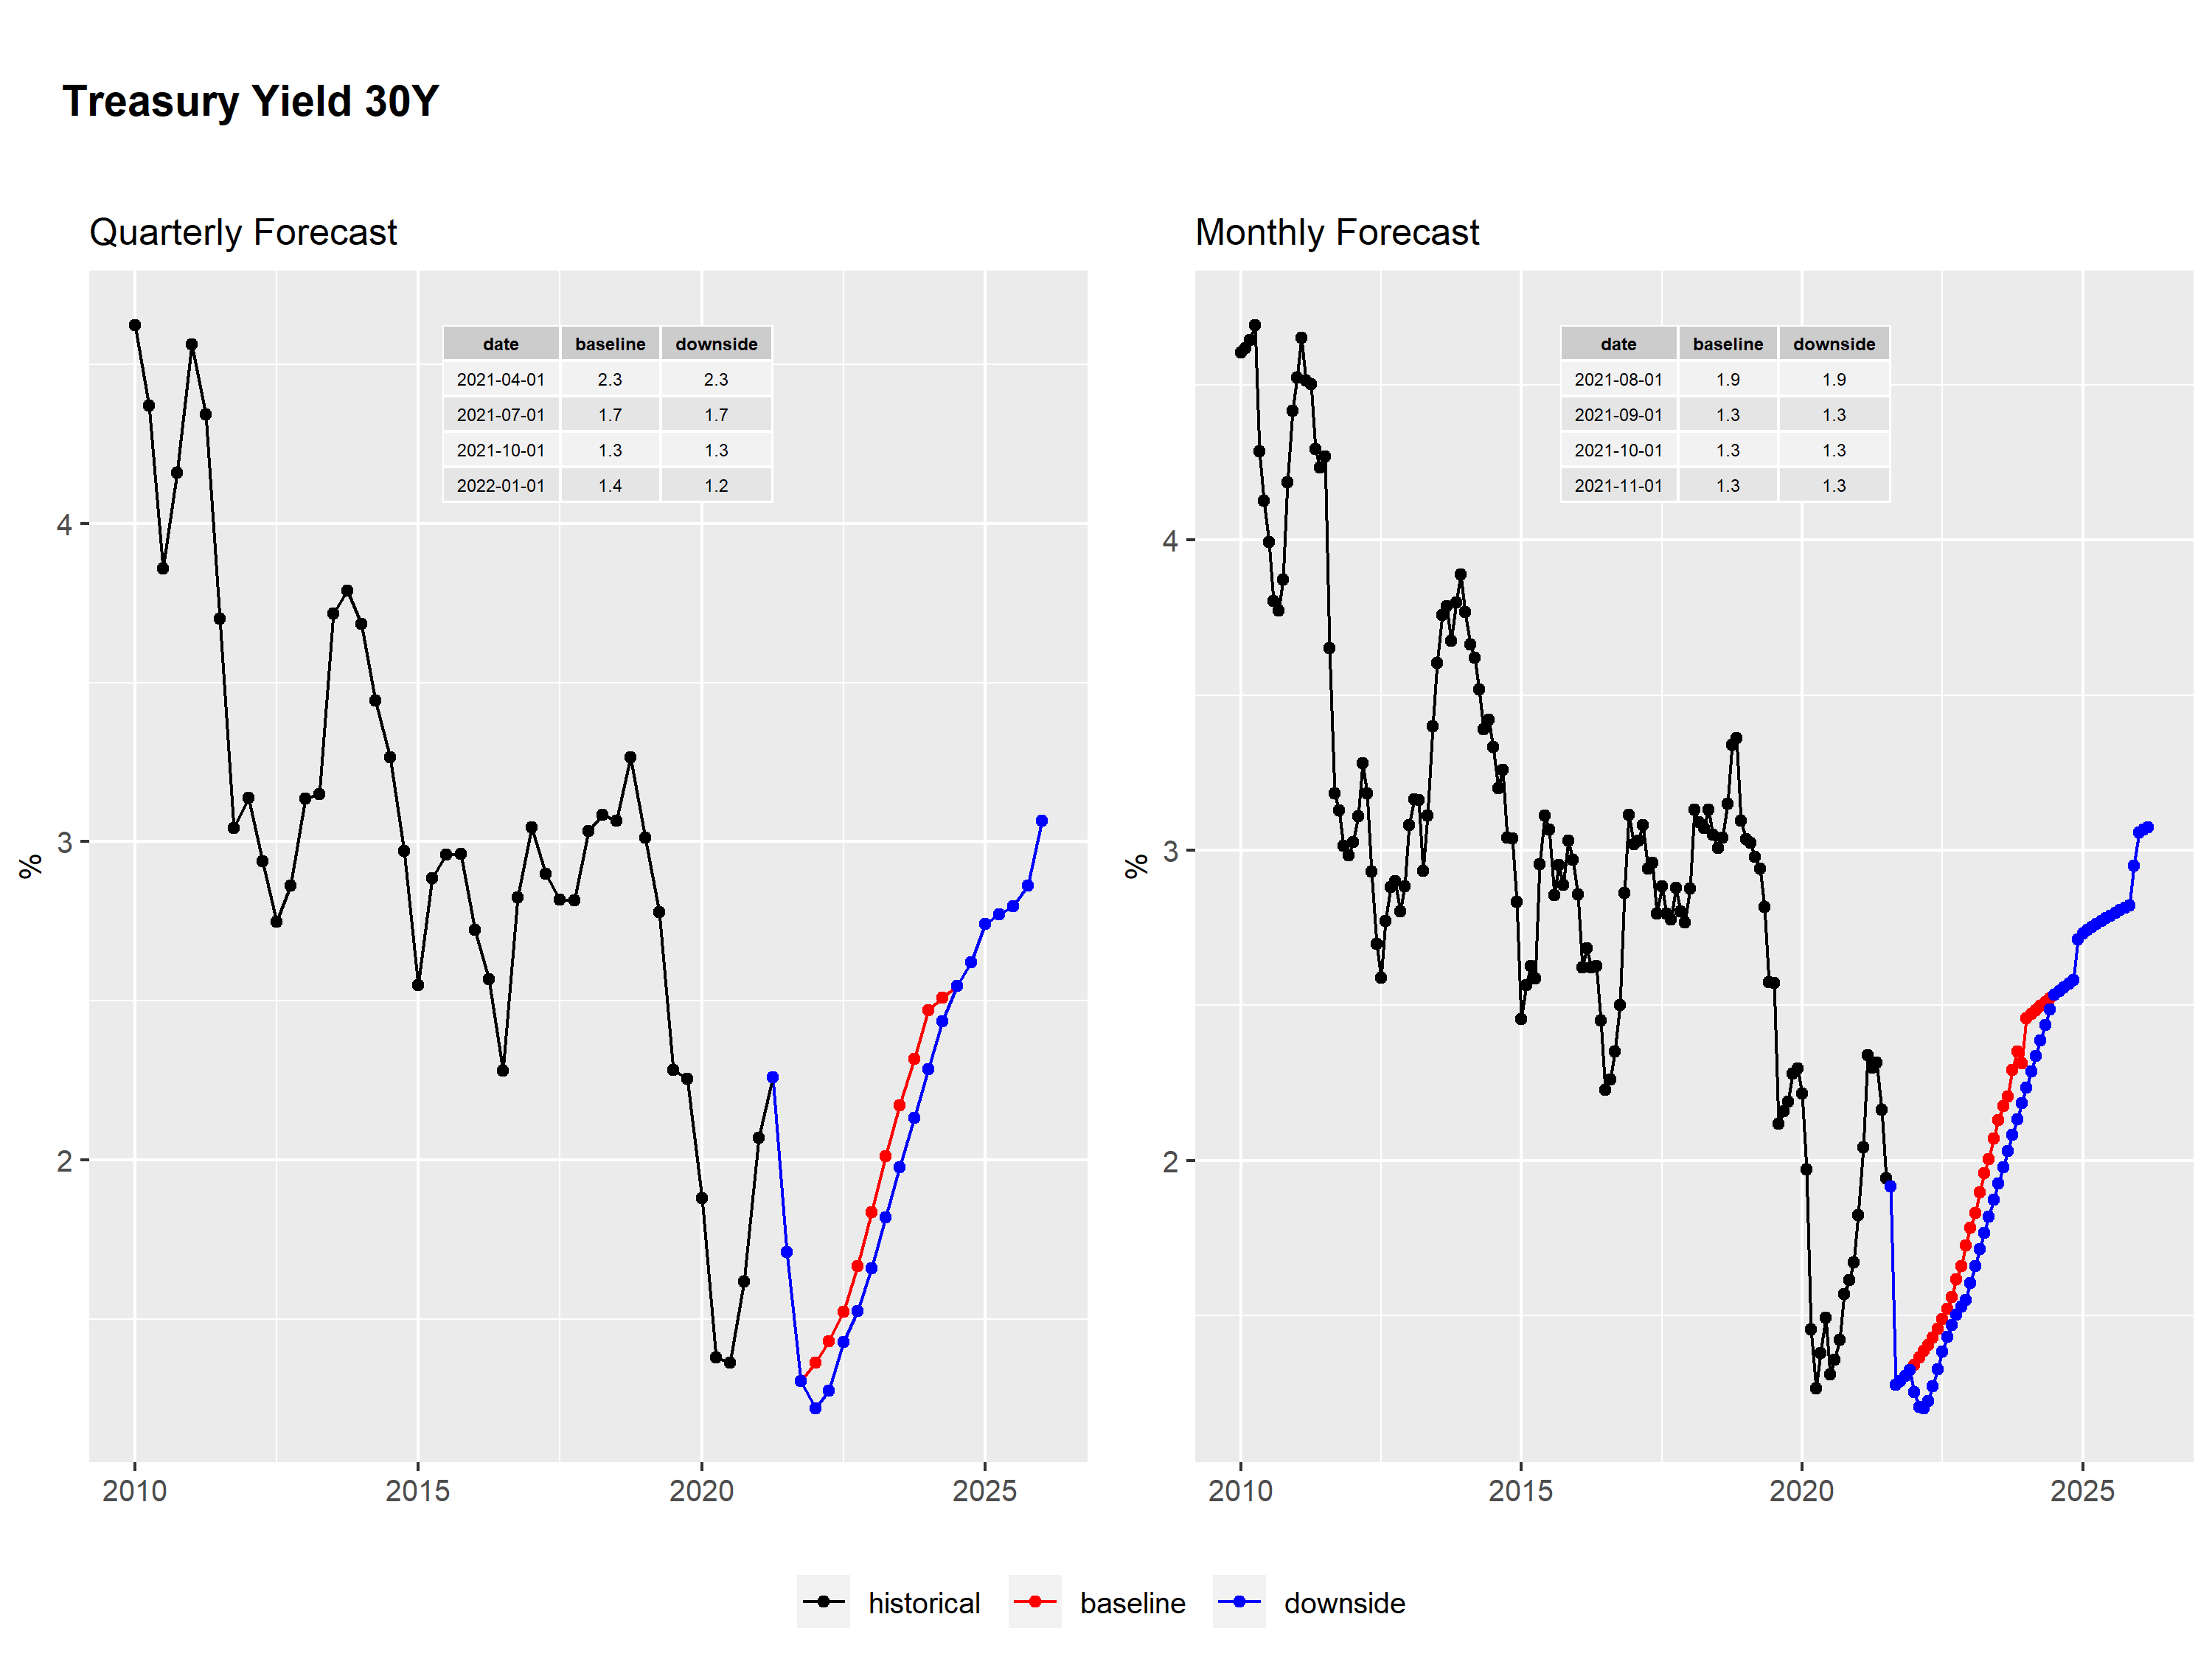 Treasury Yield 30Y
Quarterly Forecast
%
4
3
2
2010 2015 2020 2025
date baseline downside
2021-04-01 2.3 2.3
2021-07-01 1.7 1.7
2021-10-01 1.3 1.3
2022-01-01 1.4 1.2
Monthly Forecast
%
4
3
2
2010 2015 2020 2025
date baseline downside
2021-08-01 1.9 1.9
2021-09-01 1.3 1.3
2021-10-01 1.3 1.3
2021-11-01 1.3 1.3
historical baseline downside